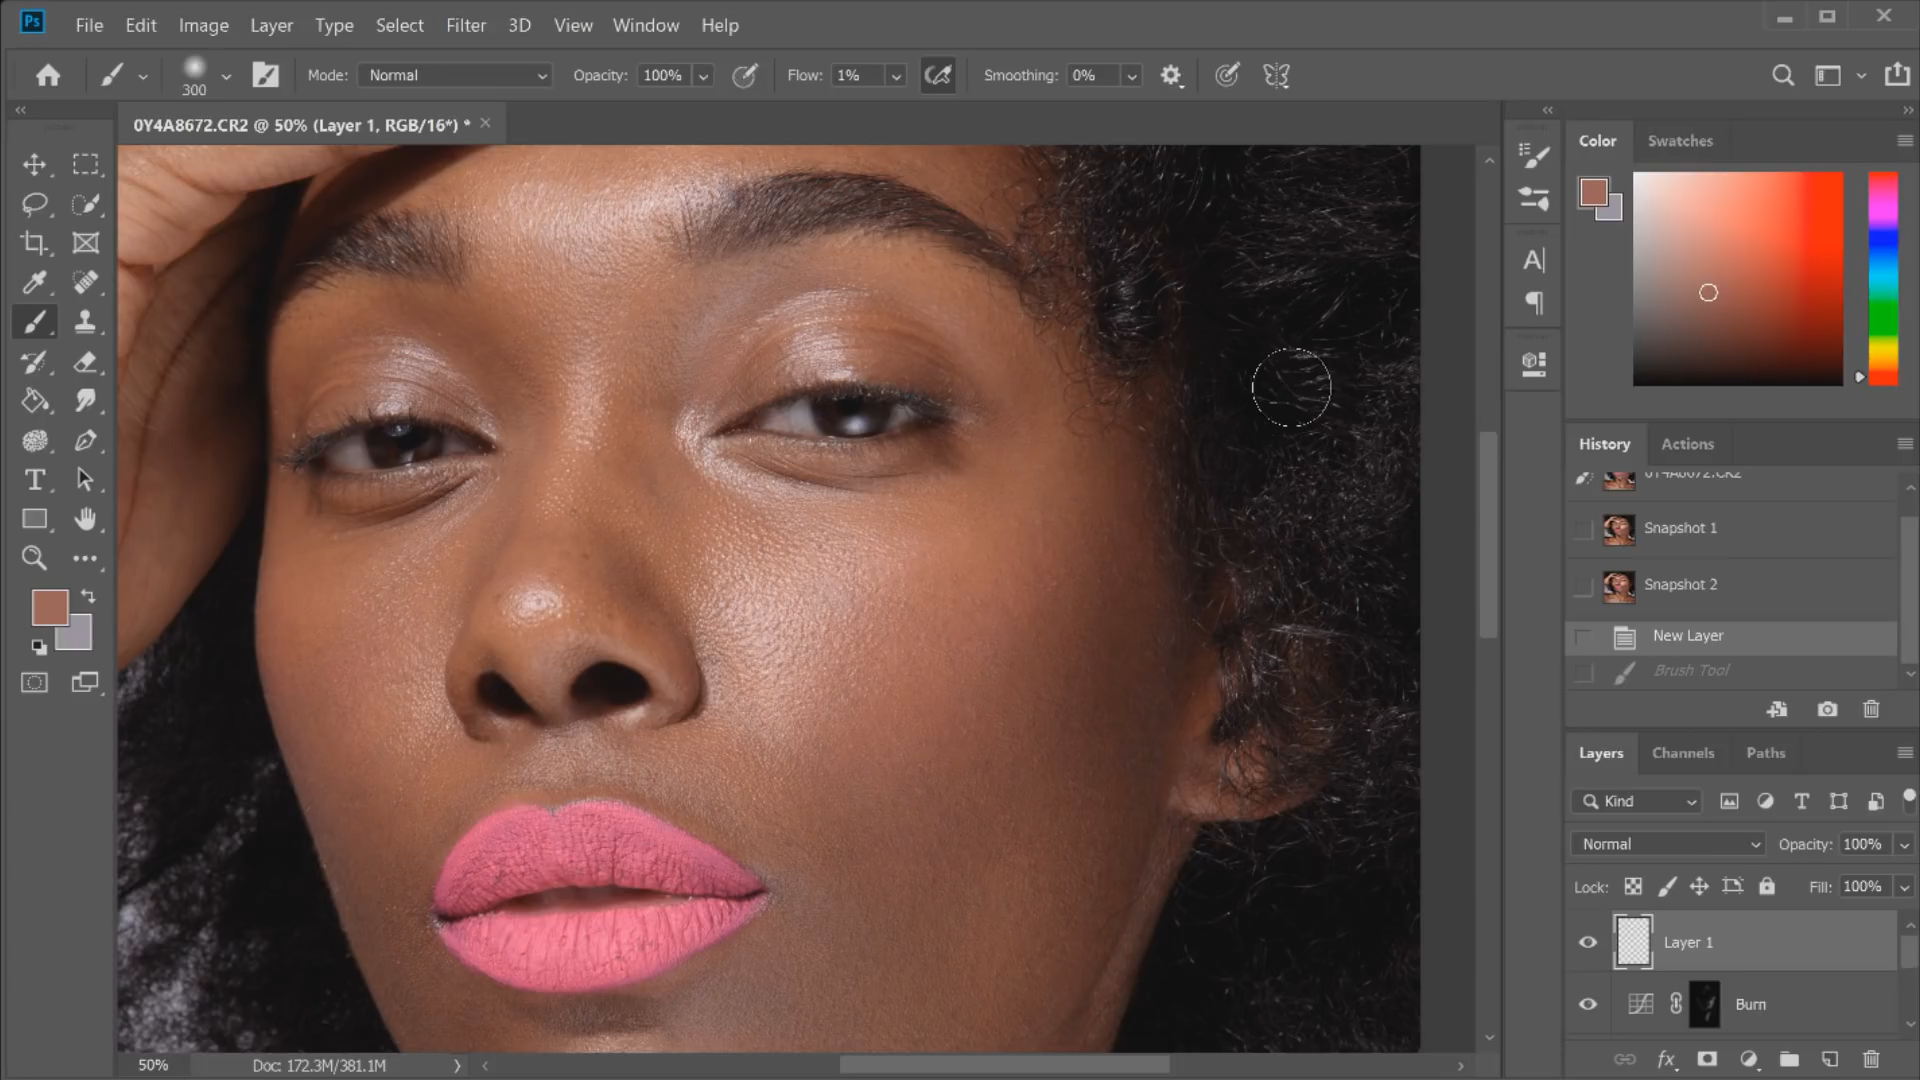 Ps File Edit Image Layer Type Select Filter 3D View Window Help
300 Mode: Normal Opacity: 100% Flow: 1% Smoothing: 0%
0Y4A8672.CR2 @ 50% (Layer 1, RGB/16*) *
Color Swatches
History Actions
0Y4A8672.CR2
Snapshot 1
Snapshot 2
New Layer
Brush Tool
Layers Channels Paths
Kind
Normal Opacity: 100%
Lock: Fill: 100%
Layer 1
Burn
50% Doc: 172.3M/381.1M